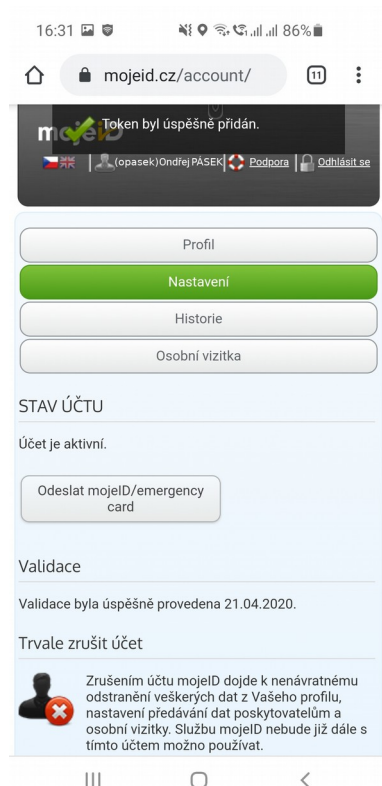 16:31 86%
mojeid.cz/account/ 11
mojeID
Token byl úspěšně přidán.
(opasek)Ondřej PÁSEK Podpora Odhlásit se
Profil
Nastavení
Historie
Osobní vizitka
STAV ÚČTU
Účet je aktivní.
Odeslat mojeID/emergency
card
Validace
Validace byla úspěšně provedena 21.04.2020.
Trvale zrušit účet
Zrušením účtu mojeID dojde k nenávratnému
odstranění veškerých dat z Vašeho profilu,
nastavení předávání dat poskytovatelům a
osobní vizitky. Službu mojeID nebude již dále s
tímto účtem možno používat.